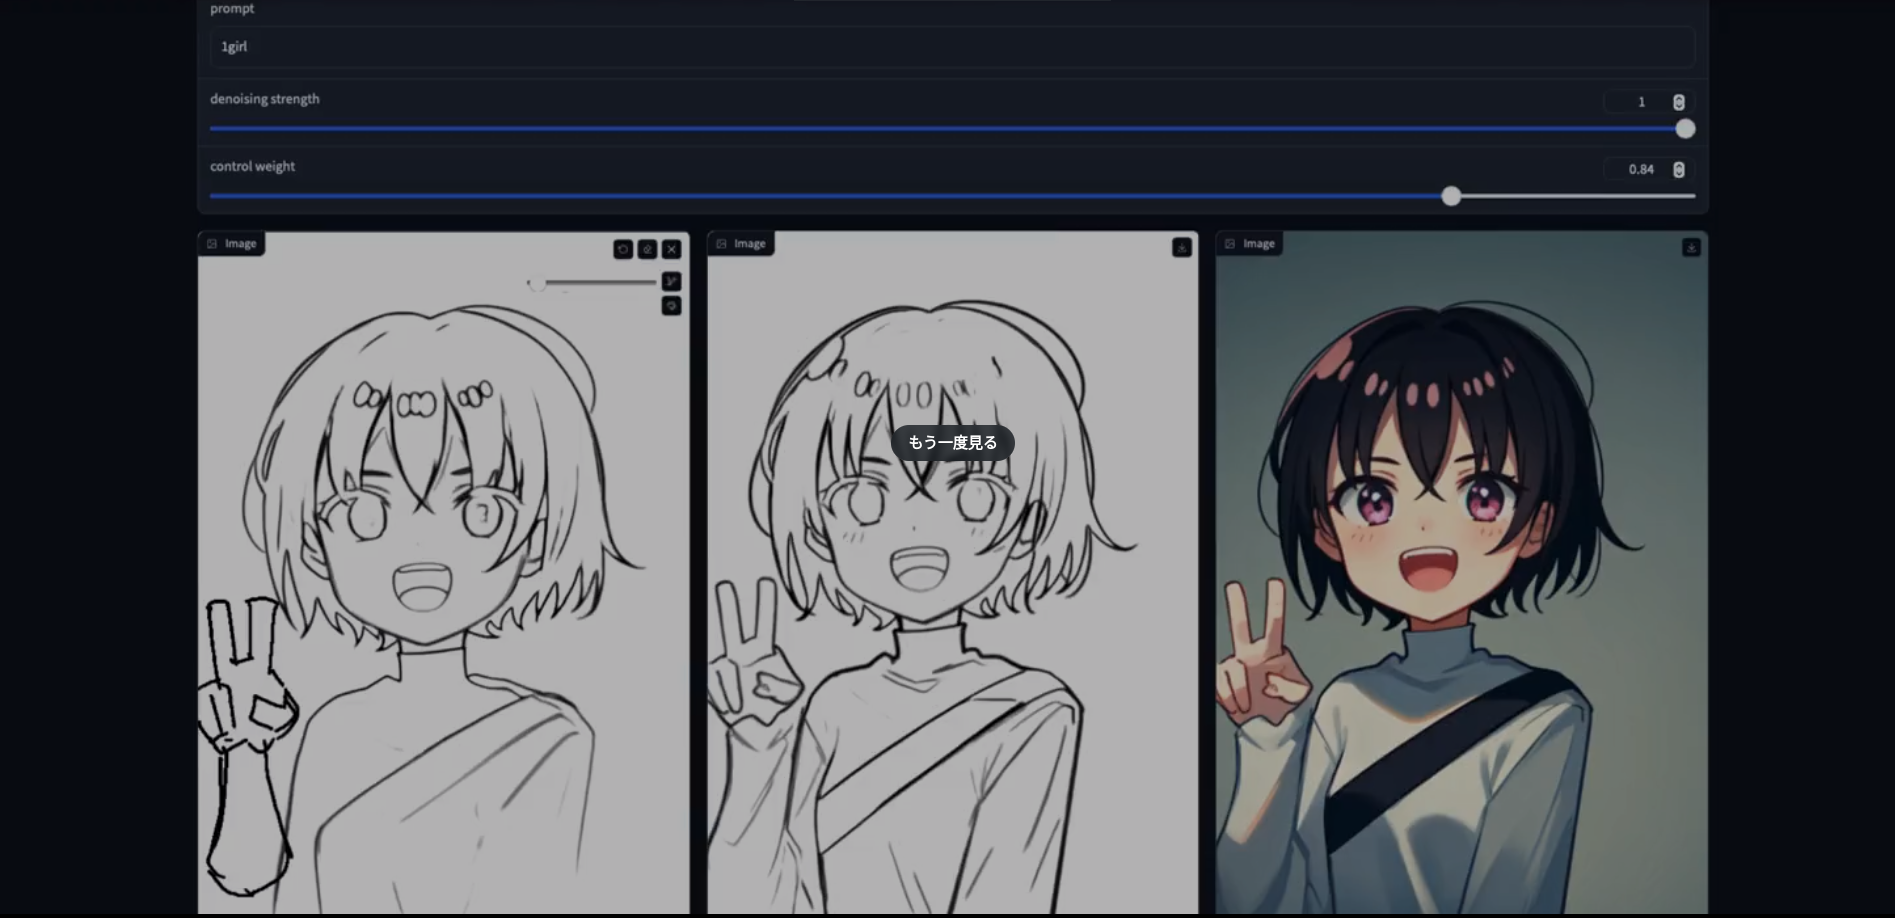 prompt
1girl
denoising strength
1
control weight
0.84
Image
Image
Image
もう一度見る